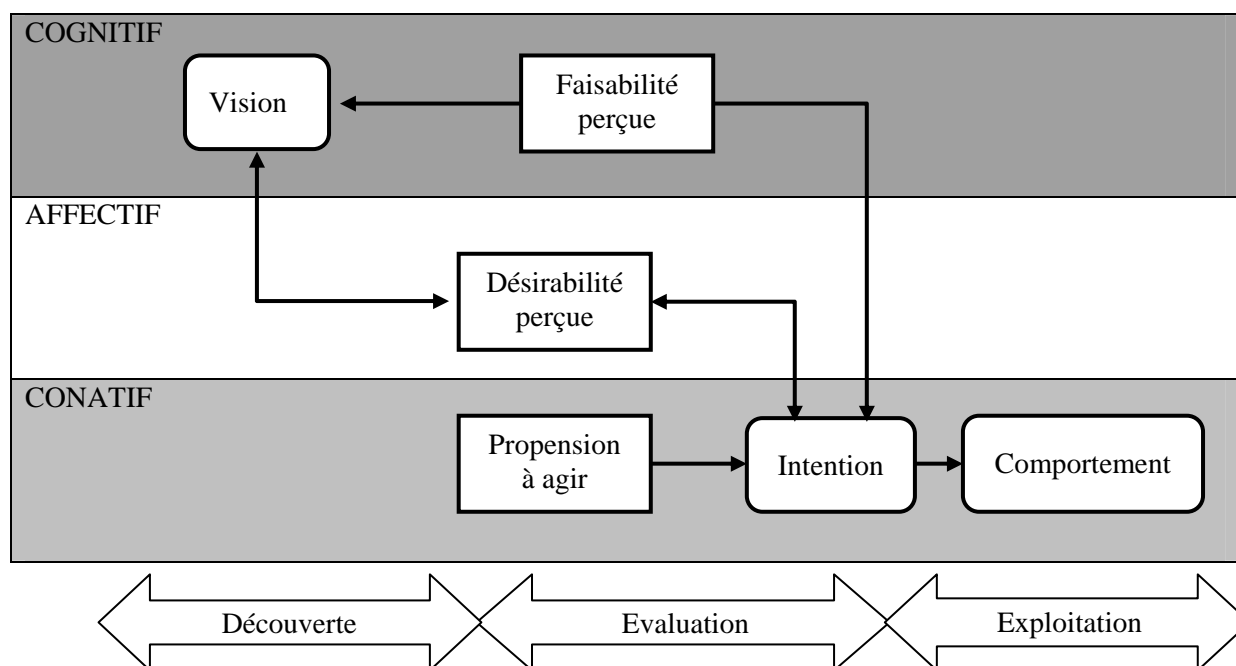 COGNITIF
Vision
Faisabilité
perçue
AFFECTIF
Désirabilité
perçue
CONATIF
Propension
à agir
Intention
Comportement
Découverte
Evaluation
Exploitation